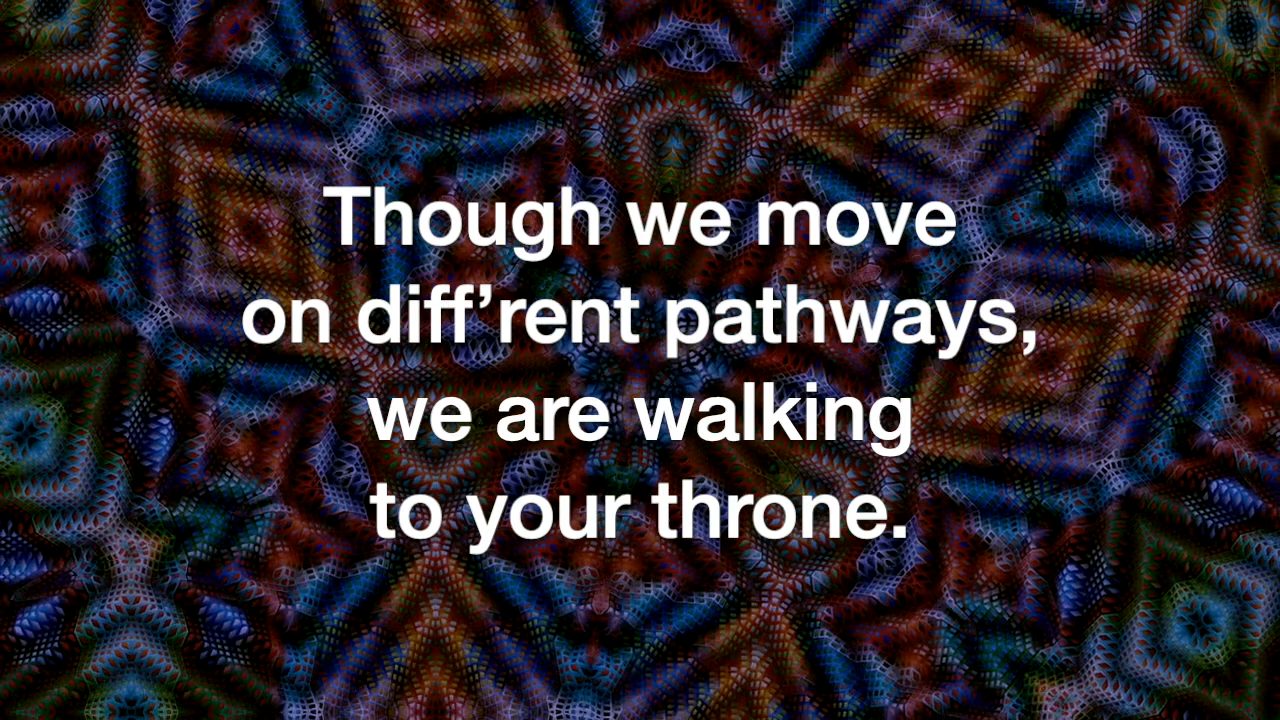 Though we move
on diff’rent pathways,
we are walking
to your throne.